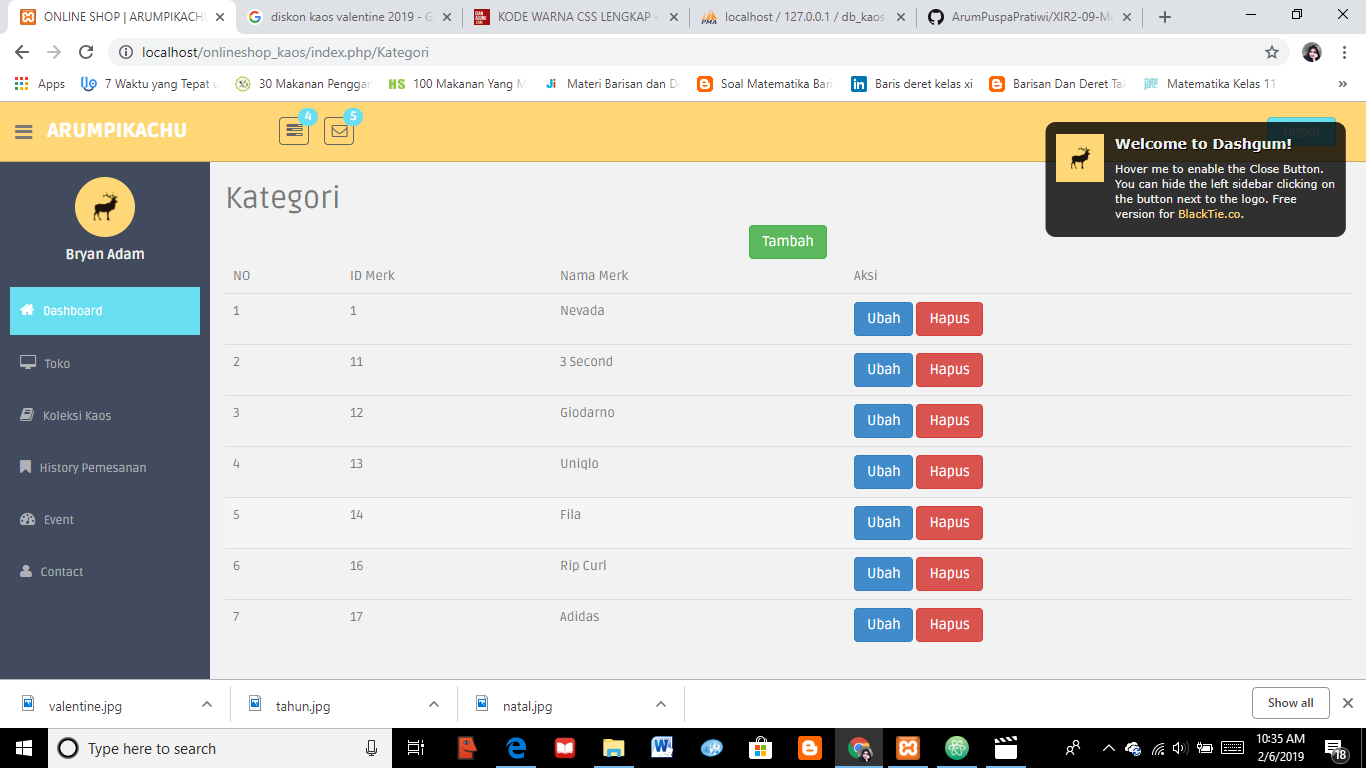 ONLINE SHOP | ARUMPIKACHU
diskon kaos valentine 2019 - G
KODE WARNA CSS LENGKAP -
localhost / 127.0.0.1 / db_kaos
ArumPuspaPratiwi/XIR2-09-Mo
localhost/onlineshop_kaos/index.php/Kategori
Apps
7 Waktu yang Tepat u
30 Makanan Penggan
100 Makanan Yang M
Materi Barisan dan D
Soal Matematika Bari
Baris deret kelas xi
Barisan Dan Deret Tak
Matematika Kelas 11
ARUMPIKACHU
4
5
Logout
Welcome to Dashgum!
Hover me to enable the Close Button.
You can hide the left sidebar clicking on
the button next to the logo. Free
version for BlackTie.co.
Bryan Adam
Dashboard
Toko
Koleksi Kaos
History Pemesanan
Event
Contact
Kategori
Tambah
NO ID Merk Nama Merk Aksi
1 1 Nevada Ubah Hapus
2 11 3 Second Ubah Hapus
3 12 Giodarno Ubah Hapus
4 13 Uniqlo Ubah Hapus
5 14 Fila Ubah Hapus
6 16 Rip Curl Ubah Hapus
7 17 Adidas Ubah Hapus
valentine.jpg
tahun.jpg
natal.jpg
Show all
Type here to search
10:35 AM
2/6/2019
18